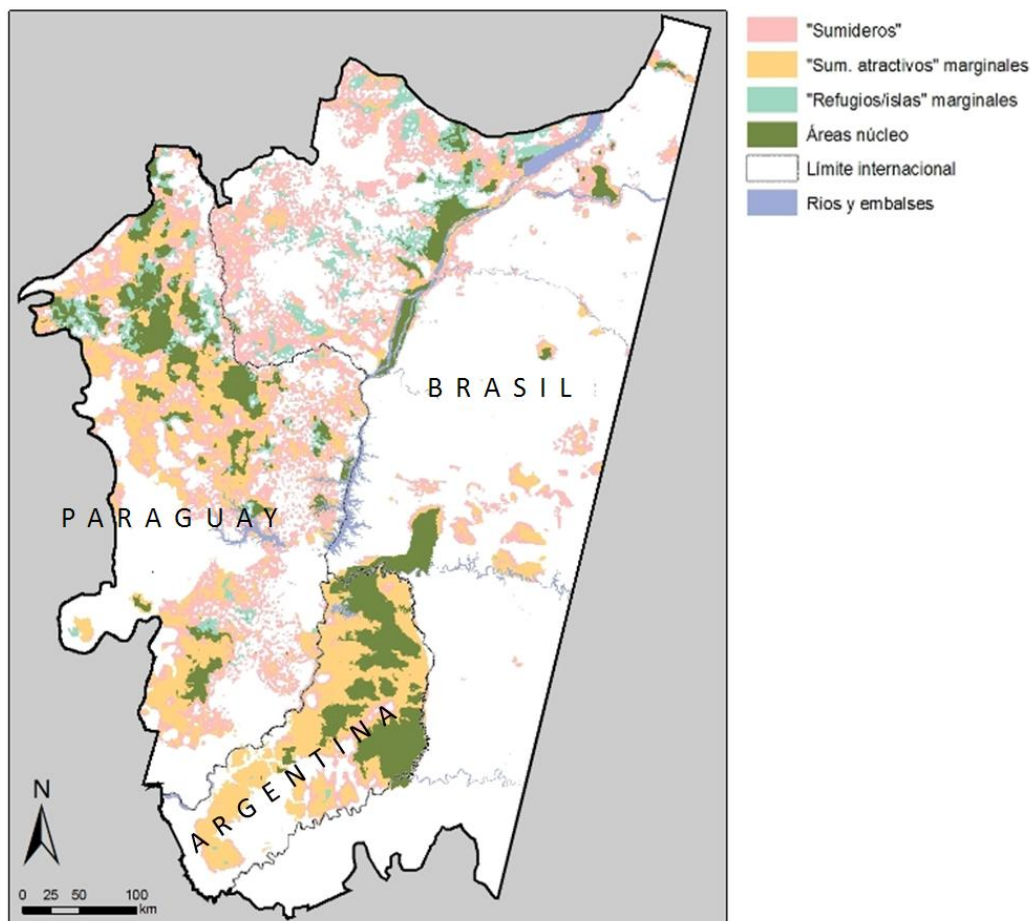 "Sumideros"
"Sum. atractivos" marginales
"Refugios/islas" marginales
Áreas núcleo
Límite internacional
Rios y embalses
BRASIL
PARAGUAY
ARGENTINA
N
0 25 50 100
km